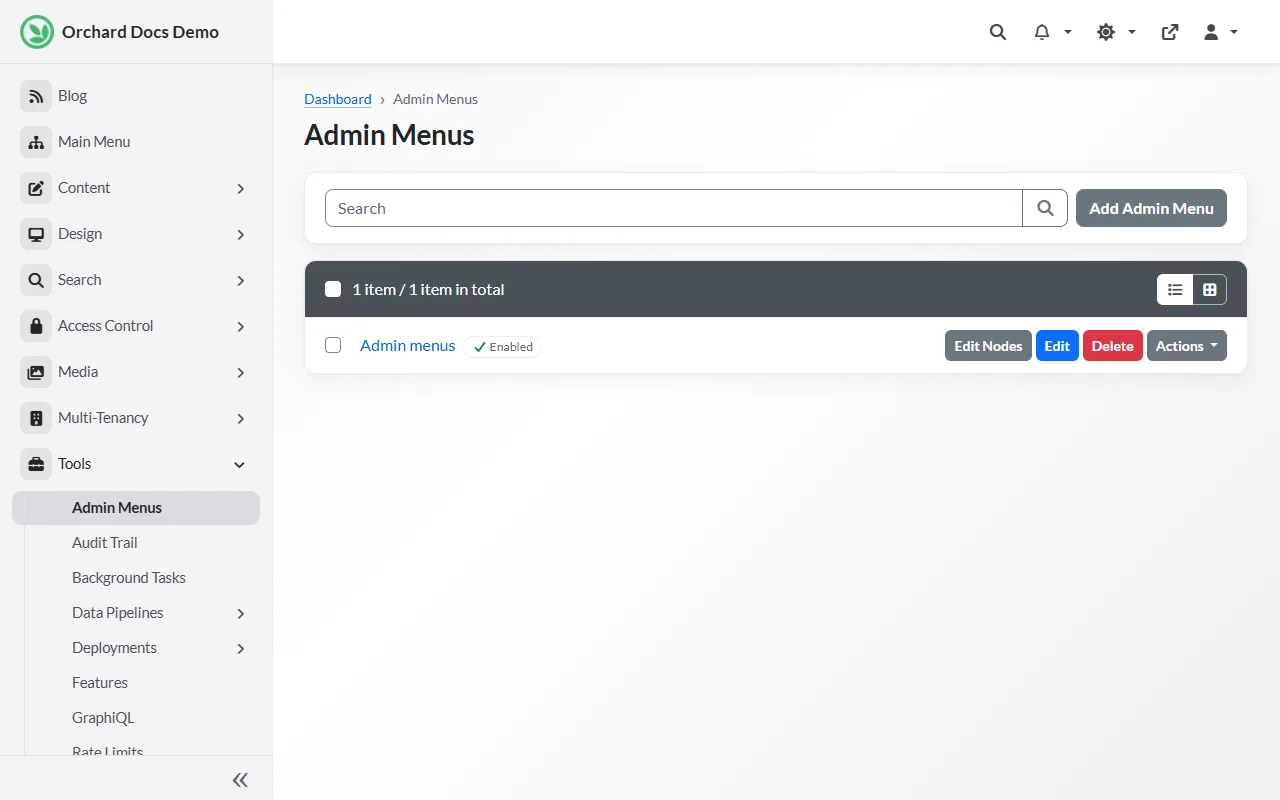 Orchard Docs Demo
Blog
Main Menu
Content
Design
Search
Access Control
Media
Multi-Tenancy
Tools
Admin Menus
Audit Trail
Background Tasks
Data Pipelines
Deployments
Features
GraphiQL
Rate Limits
Dashboard › Admin Menus
Admin Menus
Search
Add Admin Menu
1 item / 1 item in total
Admin menus
Enabled
Edit Nodes
Edit
Delete
Actions